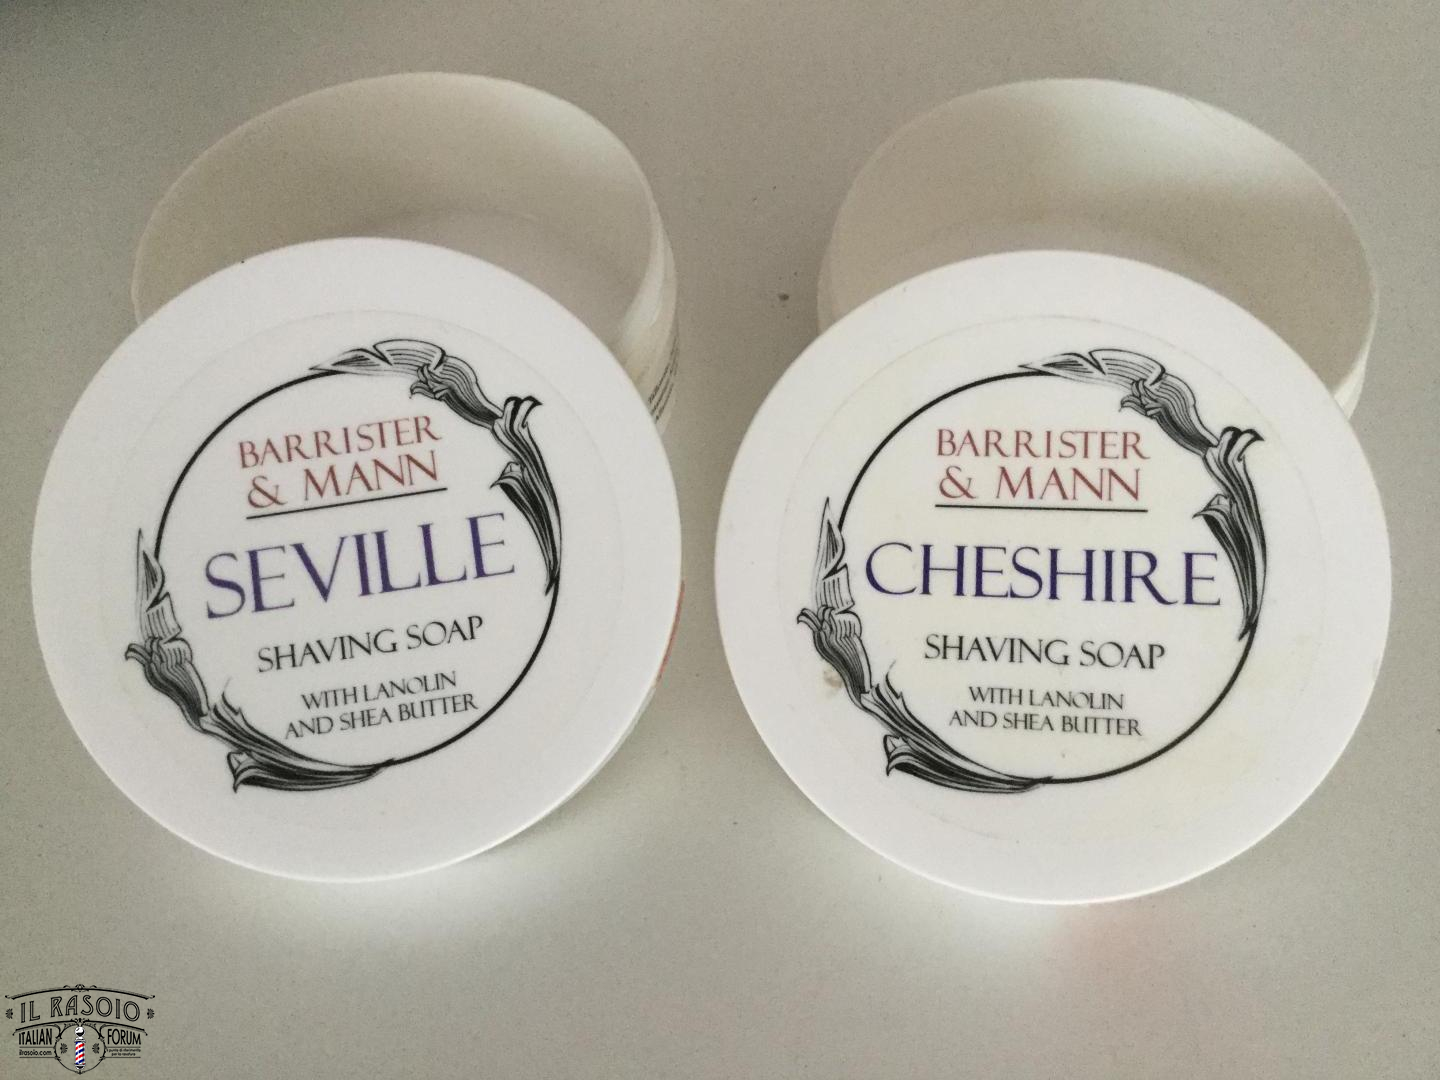 BARRISTER
& MANN
SEVILLE
SHAVING SOAP
WITH LANOLIN
AND SHEA BUTTER
BARRISTER
& MANN
CHESHIRE
SHAVING SOAP
WITH LANOLIN
AND SHEA BUTTER
IL RASOIO
ITALIAN FORUM
ilrasoio.com